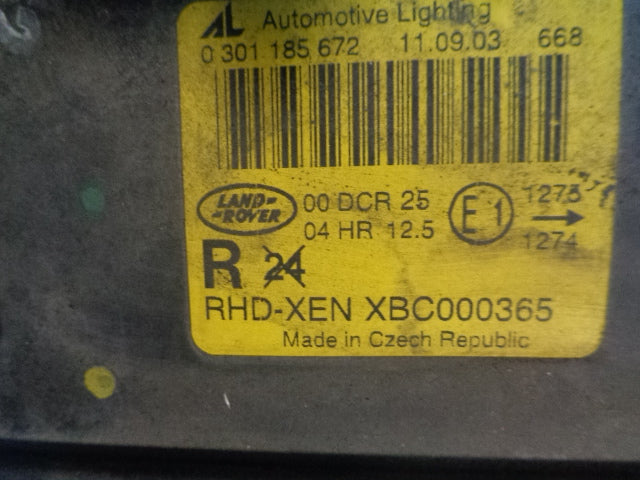 AL Automotive Lighting
0 301 185 672 11.09.03 668
LAND-
-ROVER
00 DCR 25 E1 1275
04 HR 12.5 1274
R 24
RHD-XEN XBC000365
Made in Czech Republic